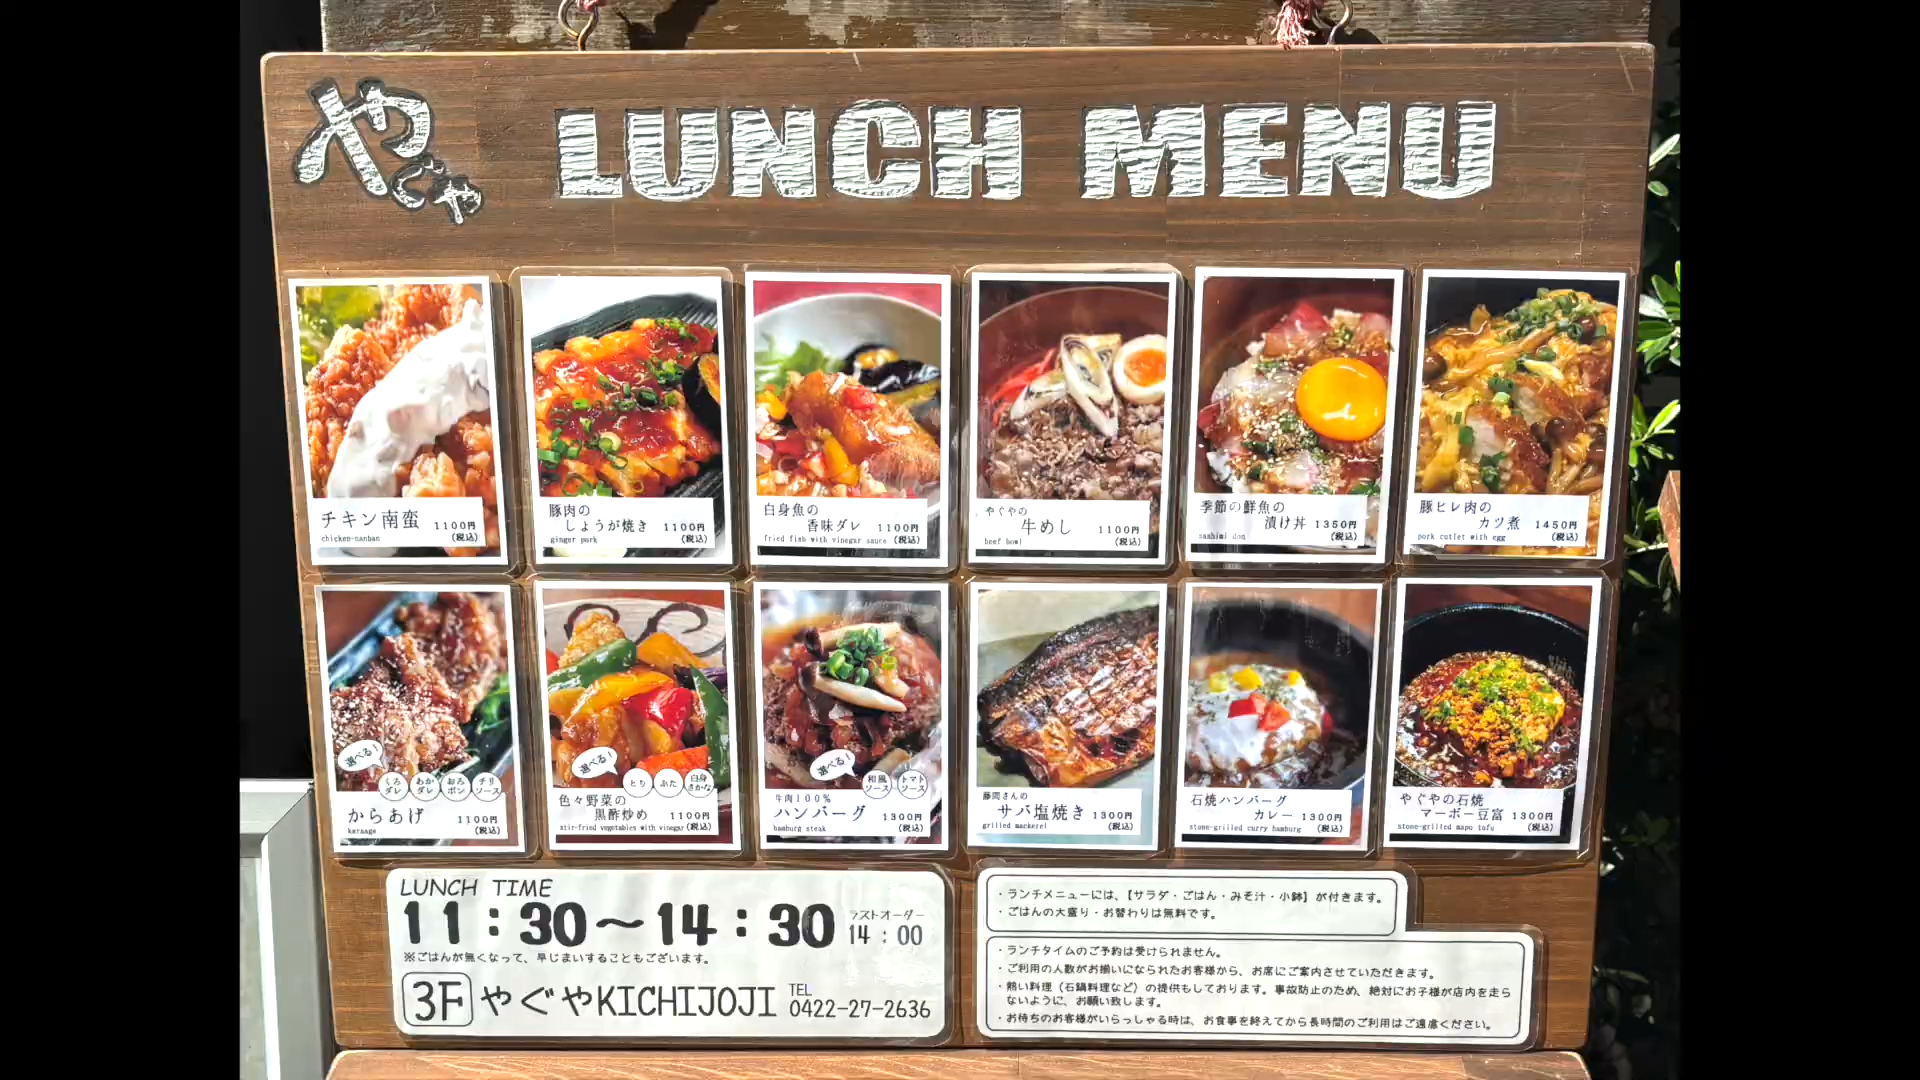 やぐや
LUNCH MENU
チキン南蛮 1100円
chicken-nanban (税込)
豚肉の
しょうが焼き 1100円
ginger pork (税込)
白身魚の
香味ダレ 1100円
fried fish with vinegar sauce (税込)
やぐやの
牛めし 1100円
beef bowl (税込)
季節の鮮魚の
漬け丼 1350円
sashimi don (税込)
豚ヒレ肉の
カツ煮 1450円
pork cutlet with egg (税込)
選べる!
くろダレ
あかダレ
おろポン
チリソース
からあげ 1100円
karaage (税込)
選べる!
とり
ぶた
白身さかな
色々野菜の
黒酢炒め 1100円
stir-fried vegetables with vinegar (税込)
選べる!
和風ソース
トマトソース
牛肉100%
ハンバーグ 1300円
hamburg steak (税込)
藤間さんの
サバ塩焼き 1300円
grilled mackerel (税込)
石焼ハンバーグ
カレー 1300円
stone-grilled curry hamburg (税込)
やぐやの石焼
マーボー豆富 1300円
stone-grilled mapo tofu (税込)
LUNCH TIME
11:30〜14:30 ラストオーダー
14:00
※ごはんが無くなって、早じまいすることもございます。
3F やぐやKICHIJOJI TEL
0422-27-2636
・ランチメニューには、【サラダ・ごはん・みそ汁・小鉢】が付きます。
・ごはんの大盛り・お替わりは無料です。
・ランチタイムのご予約は受けられません。
・ご利用の人数がお揃いになられたお客様から、お席にご案内させていただきます。
・熱い料理(石鍋料理など)の提供もしております。事故防止のため、絶対にお子様が店内を走ら
ないように、お願い致します。
・お待ちのお客様がいらっしゃる時は、お食事を終えてから長時間のご利用はご遠慮ください。